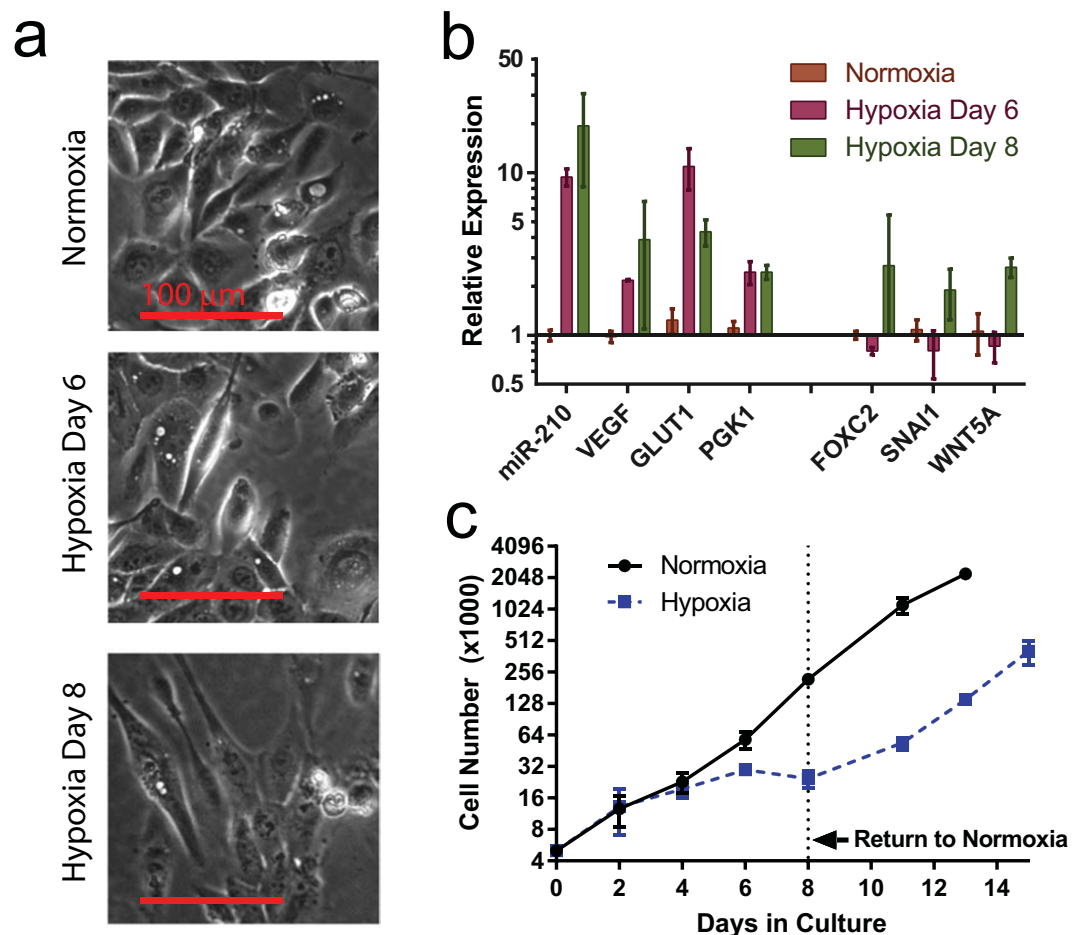 a
Normoxia
100 μm
Hypoxia Day 6
Hypoxia Day 8
b
Relative Expression
50
10
5
1
0.5
Normoxia
Hypoxia Day 6
Hypoxia Day 8
miR-210
VEGF
GLUT1
PGK1
FOXC2
SNAI1
WNT5A
c
Cell Number (x1000)
4096
2048
1024
512
256
128
64
32
16
8
4
Normoxia
Hypoxia
Return to Normoxia
0 2 4 6 8 10 12 14
Days in Culture